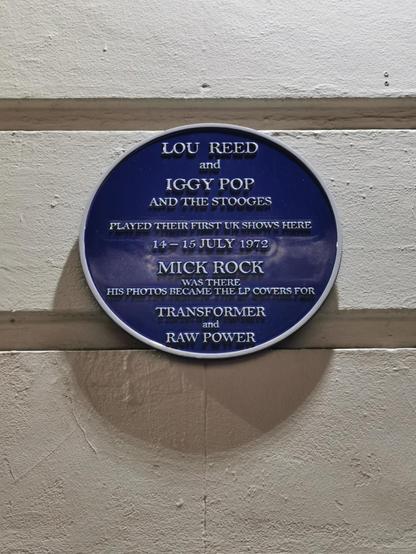 LOU REED
and
IGGY POP
AND THE STOOGES
PLAYED THEIR FIRST UK SHOWS HERE
14 – 15 JULY 1972
MICK ROCK
WAS THERE
HIS PHOTOS BECAME THE LP COVERS FOR
TRANSFORMER
and
RAW POWER